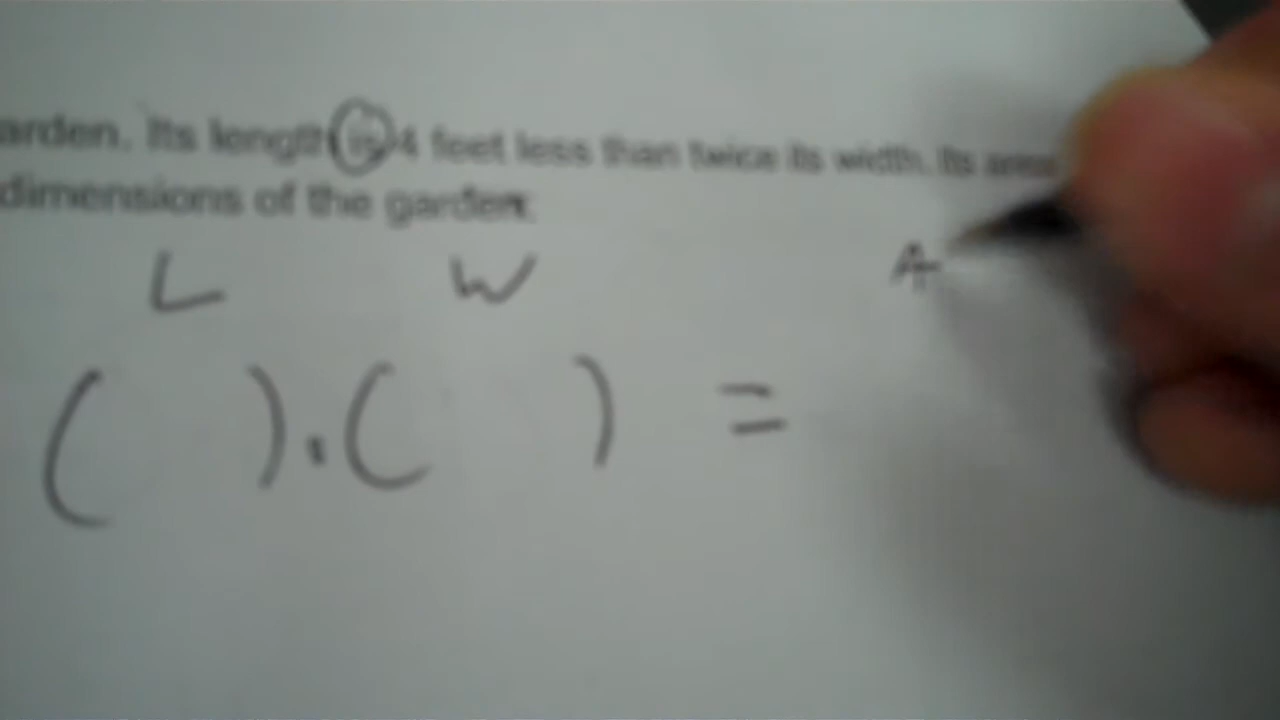 arden. Its length is 4 feet less than twice its width. Its area
dimensions of the garden.
L W A
( ) . ( ) =